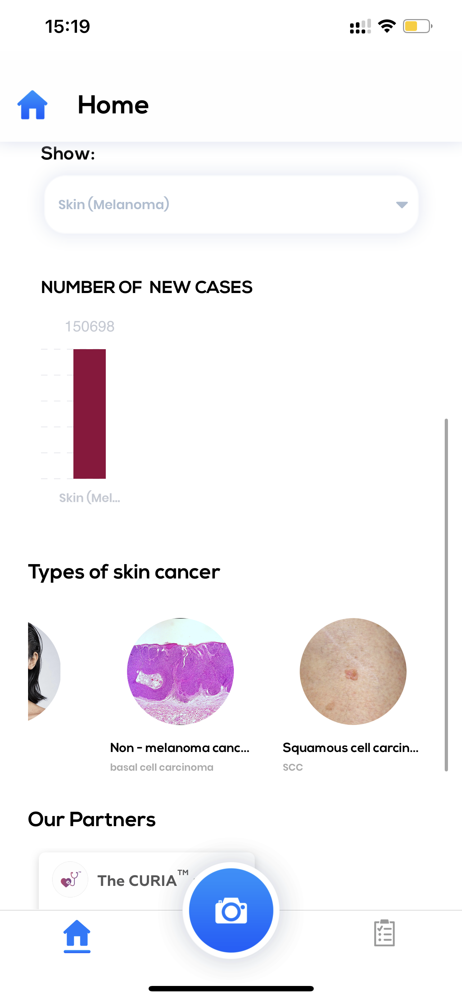 15:19
Home
Show:
Skin (Melanoma)
NUMBER OF NEW CASES
150698
Skin (Mel...
Types of skin cancer
Non - melanoma canc...
basal cell carcinoma
Squamous cell carcin...
SCC
Our Partners
The CURIA™